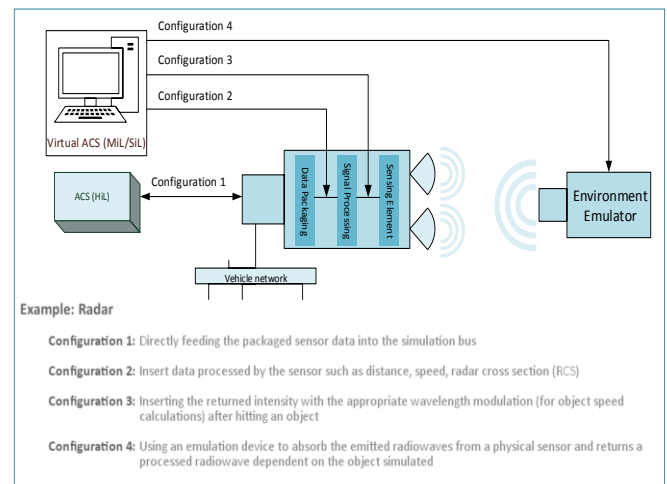 Configuration 4
Configuration 3
Configuration 2
Virtual ACS (MiL/SiL)
ACS (HiL)
Configuration 1
Data Packaging
Signal Processing
Sensing Element
Environment
Emulator
Vehicle network
Example: Radar
Configuration 1: Directly feeding the packaged sensor data into the simulation bus
Configuration 2: Insert data processed by the sensor such as distance, speed, radar cross section (RCS)
Configuration 3: Inserting the returned intensity with the appropriate wavelength modulation (for object speed
calculations) after hitting an object
Configuration 4: Using an emulation device to absorb the emitted radiowaves from a physical sensor and returns a
processed radiowave dependent on the object simulated